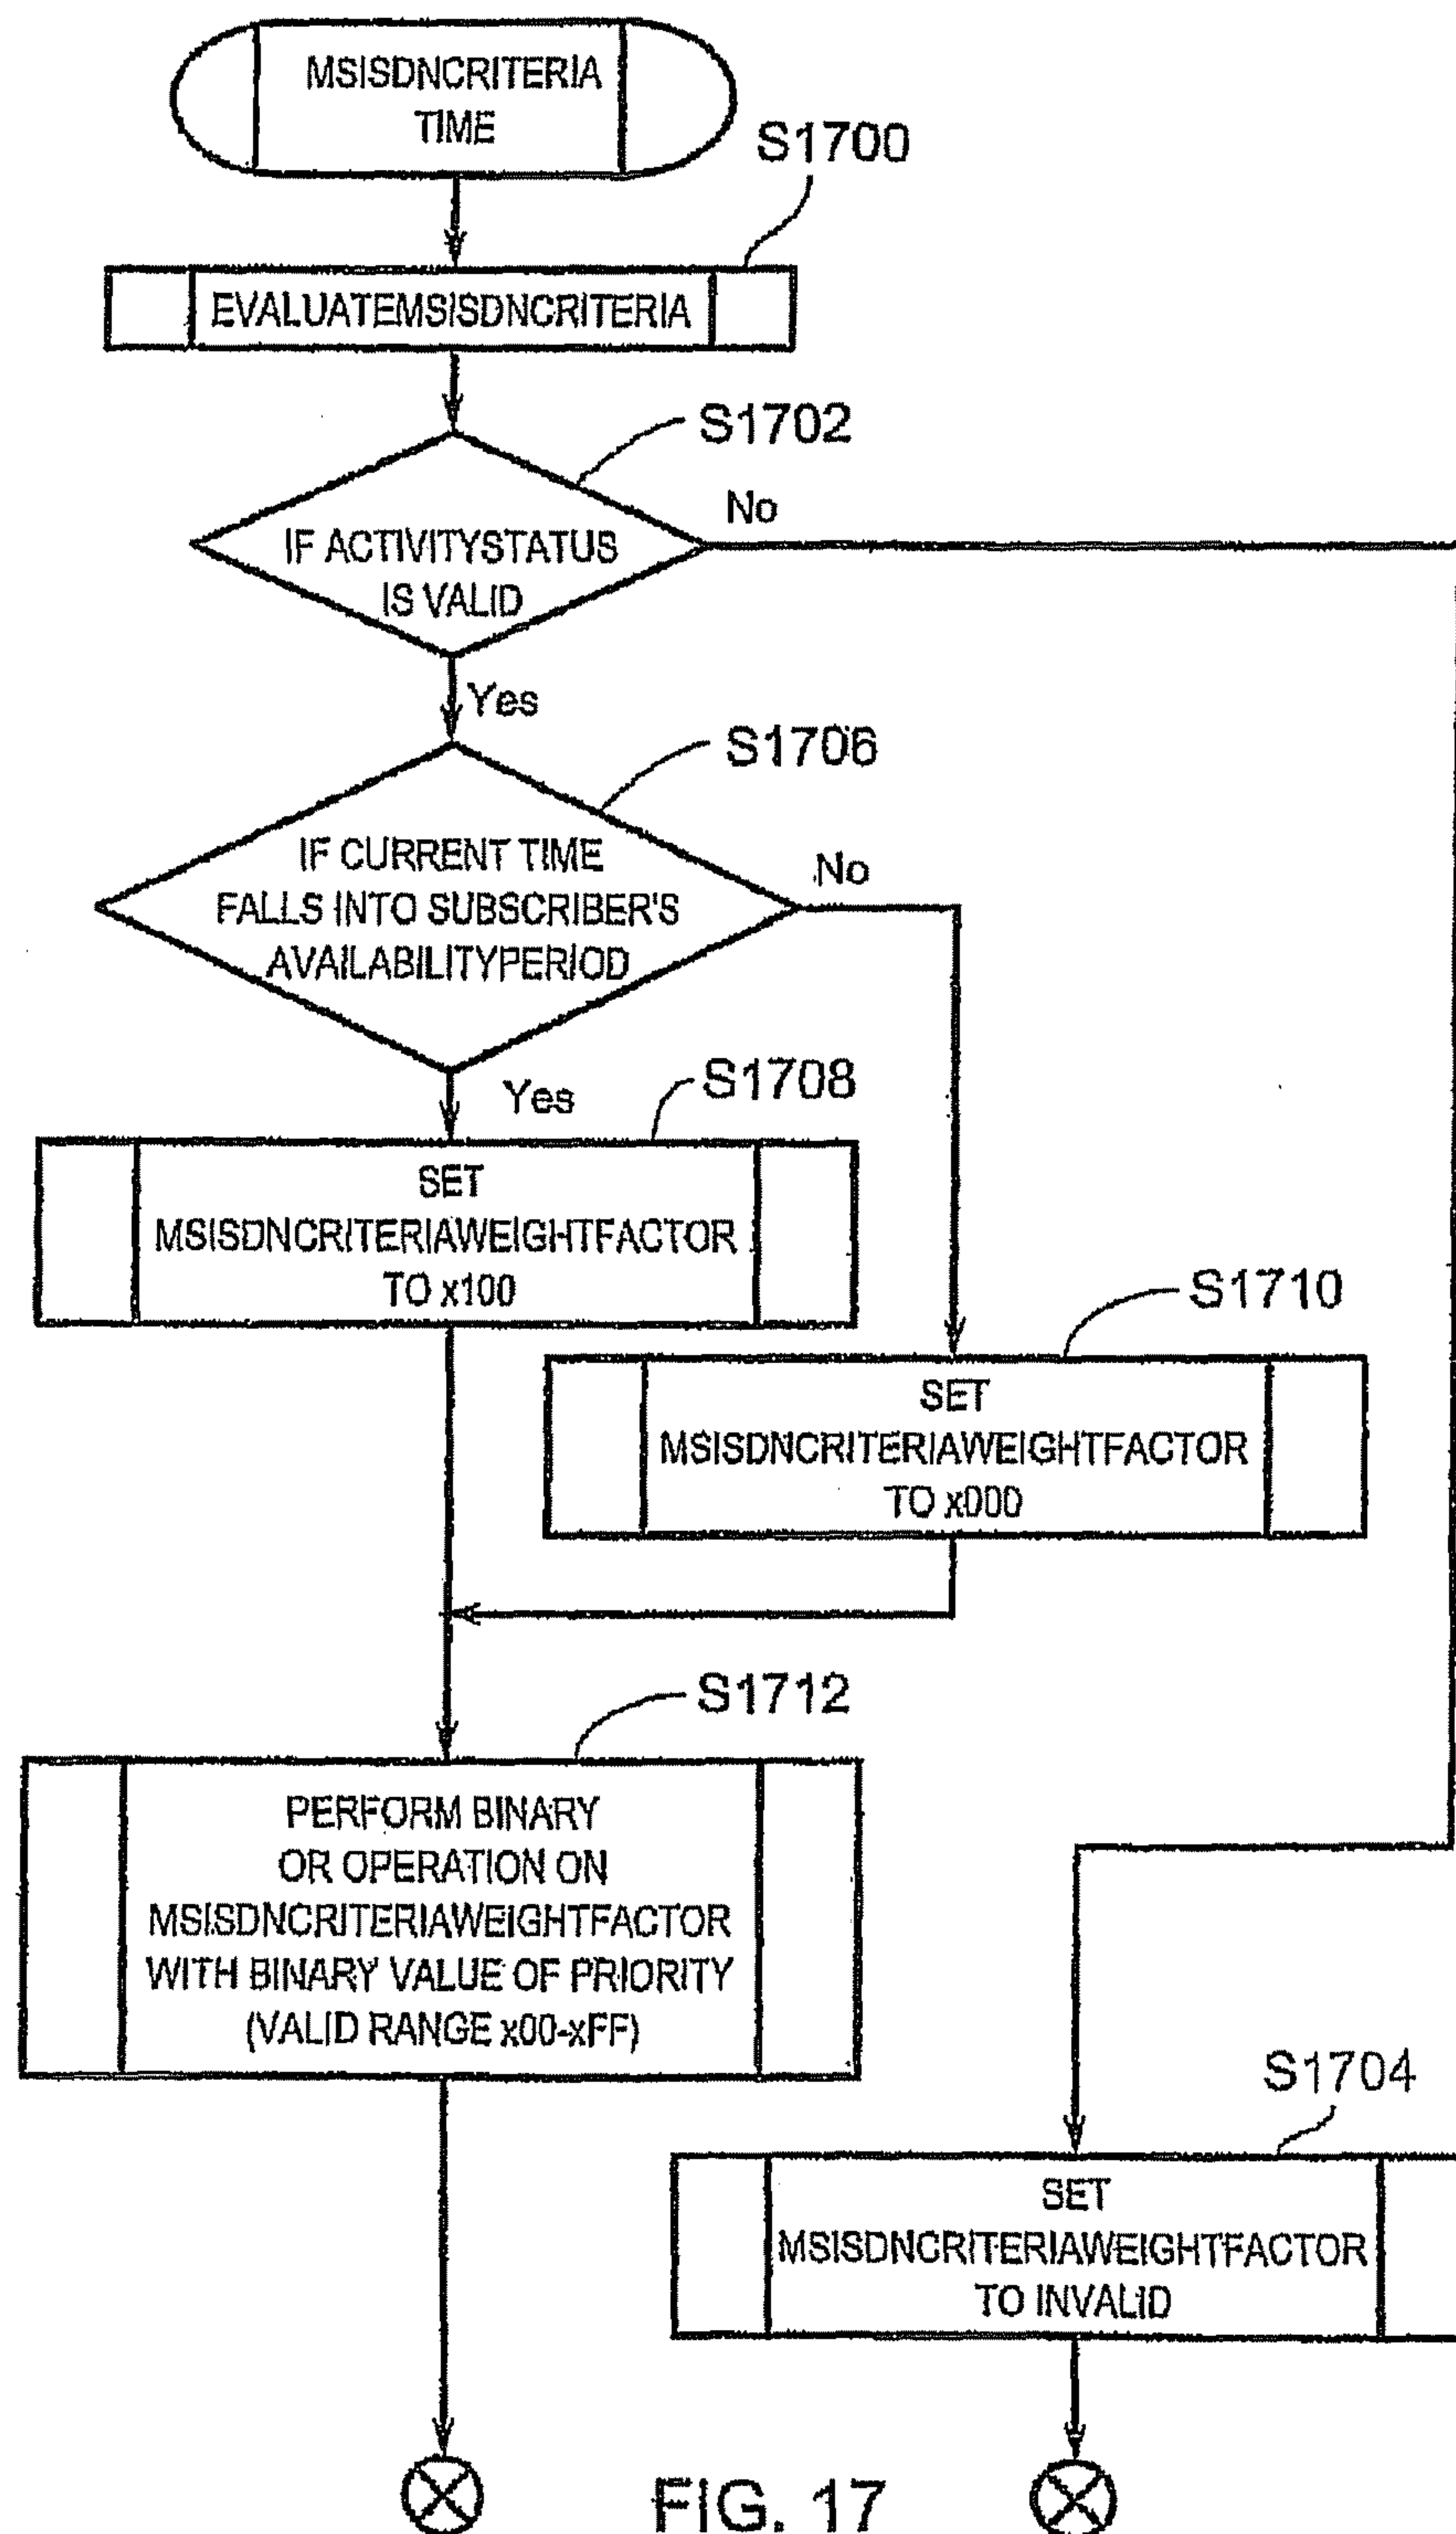 MSISDNCRITERIA
TIME
S1700
EVALUATEMSISDNCRITERIA
S1702
No
IF ACTIVITYSTATUS
IS VALID
Yes
S1706
IF CURRENT TIME
FALLS INTO SUBSCRIBER'S
AVAILABILITYPERIOD
No
Yes
S1708
SET
MSISDNCRITERIAWEIGHTFACTOR
TO x100
S1710
SET
MSISDNCRITERIAWEIGHTFACTOR
TO x000
S1712
PERFORM BINARY
OR OPERATION ON
MSISDNCRITERIAWEIGHTFACTOR
WITH BINARY VALUE OF PRIORITY
(VALID RANGE x00-xFF)
S1704
SET
MSISDNCRITERIAWEIGHTFACTOR
TO INVALID
FIG. 17